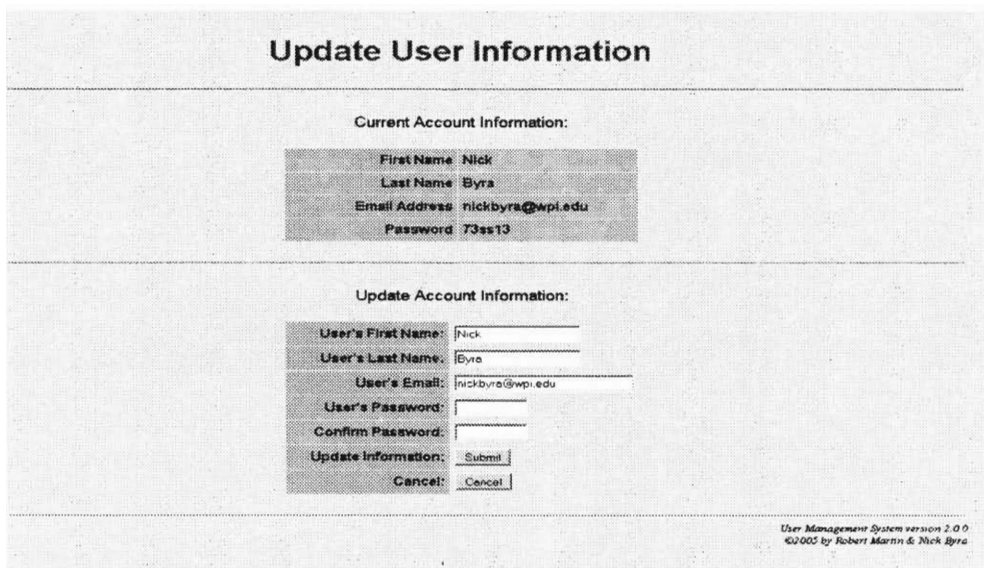 Update User Information
Current Account Information:
First Name Nick
Last Name Byra
Email Address nickbyra@wpi.edu
Password 73ss13
Update Account Information:
User's First Name: Nick
User's Last Name: Byra
User's Email: nickbyra@wpi.edu
User's Password:
Confirm Password:
Update Information: Submit
Cancel: Cancel
User Management System version 2.0.0
©2005 by Robert Martin & Nick Byra